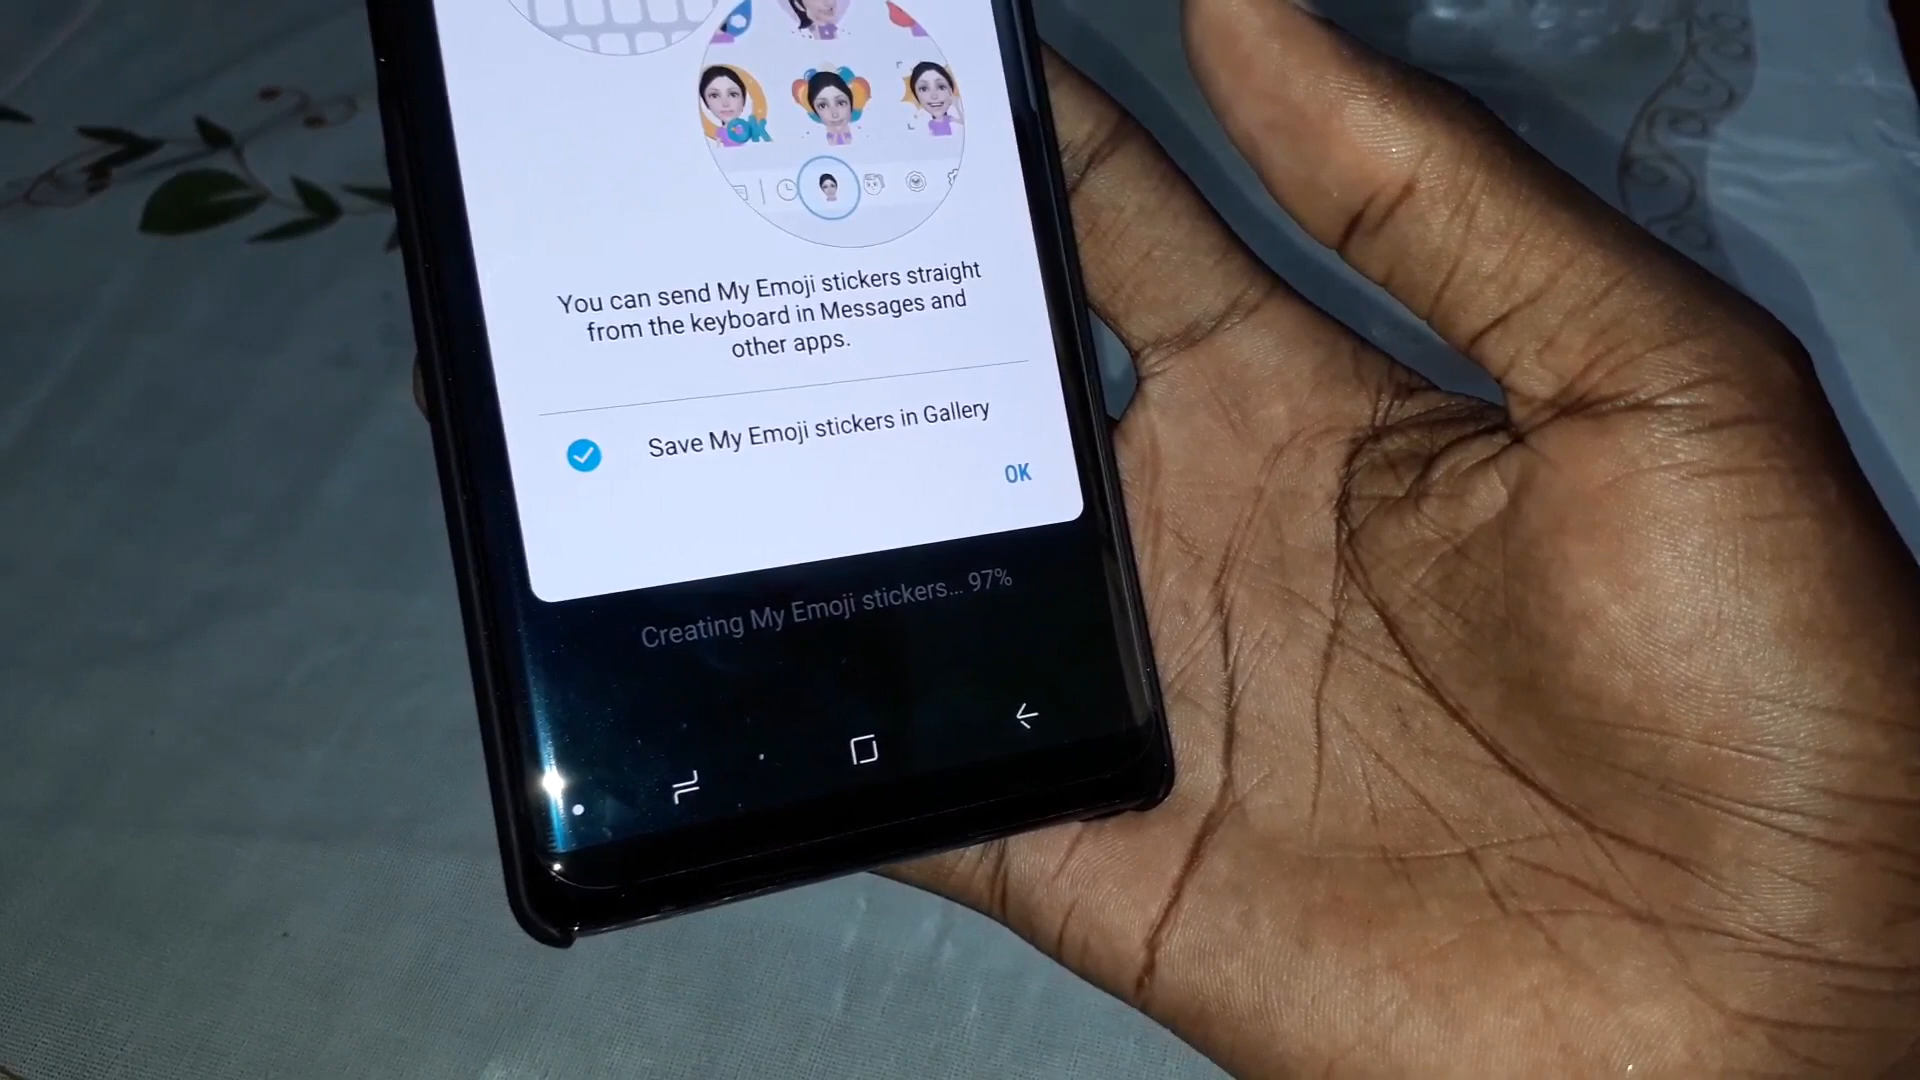 OK
You can send My Emoji stickers straight
from the keyboard in Messages and
other apps.
Save My Emoji stickers in Gallery
OK
Creating My Emoji stickers... 97%